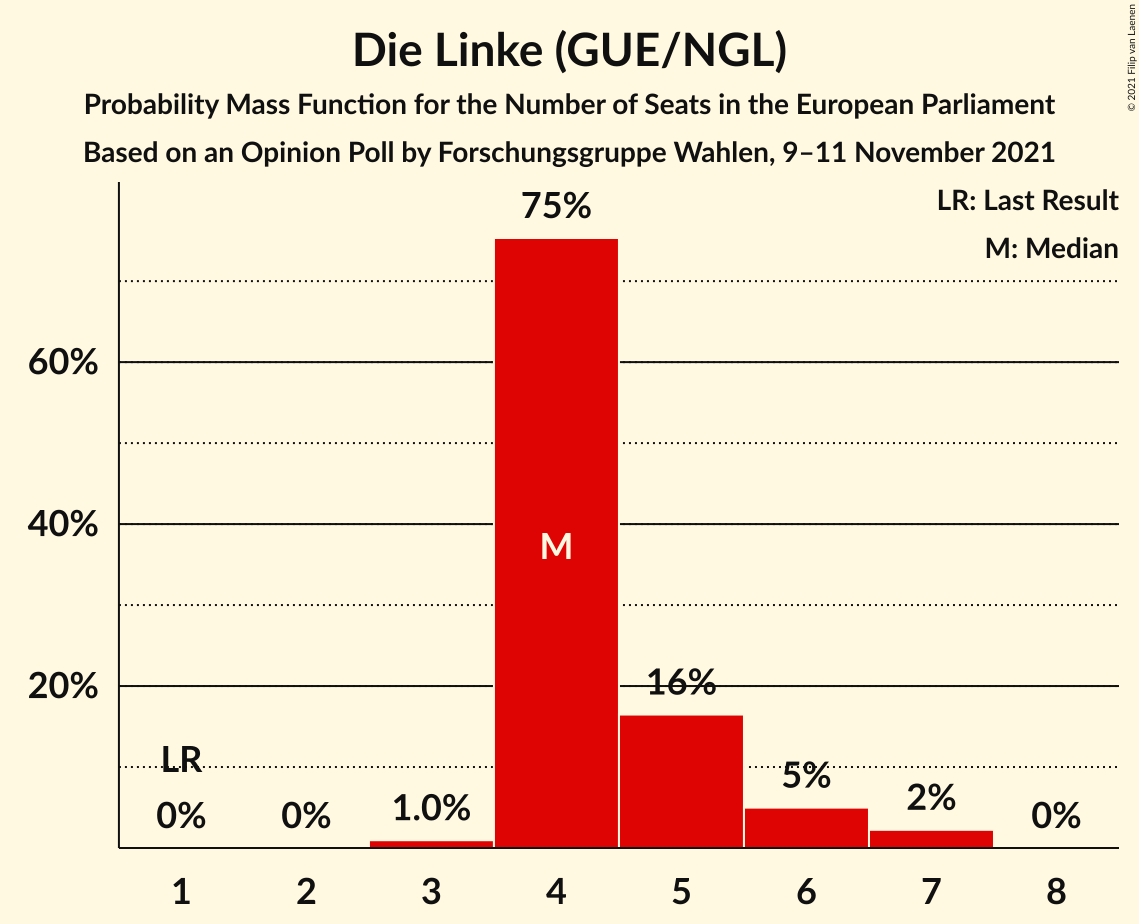 Die Linke (GUE/NGL)
Probability Mass Function for the Number of Seats in the European Parliament
Based on an Opinion Poll by Forschungsgruppe Wahlen, 9–11 November 2021
© 2021 Filip van Laenen
LR: Last Result
M: Median
75%
60%
40%
M
20%
16%
LR
0%
0%
1.0%
5%
2%
0%
1 2 3 4 5 6 7 8